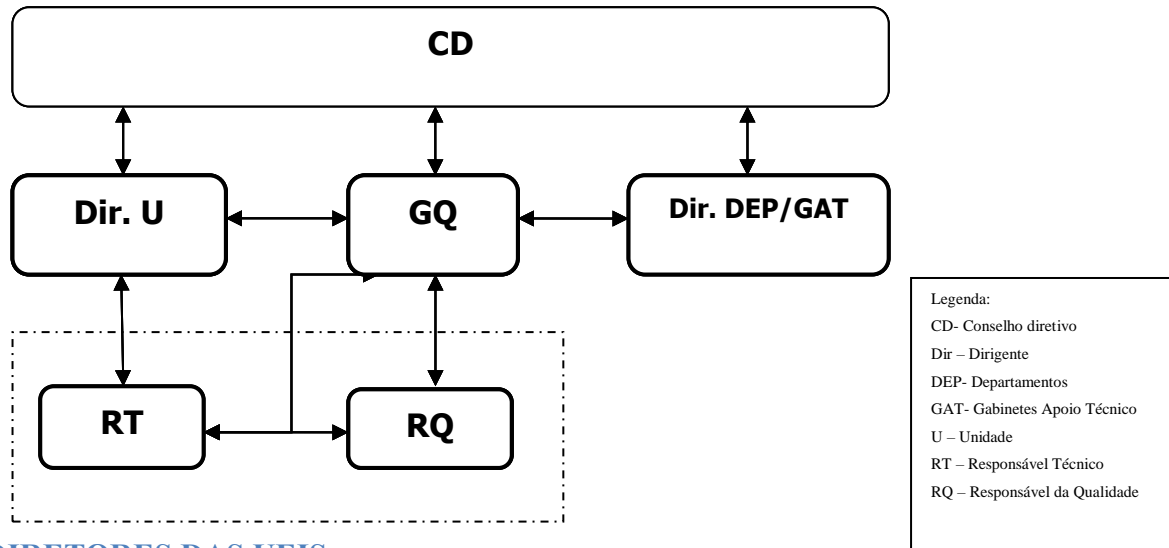 CD
Dir. U
GQ
Dir. DEP/GAT
RT
RQ
Legenda:
CD- Conselho diretivo
Dir – Dirigente
DEP- Departamentos
GAT- Gabinetes Apoio Técnico
U – Unidade
RT – Responsável Técnico
RQ – Responsável da Qualidade